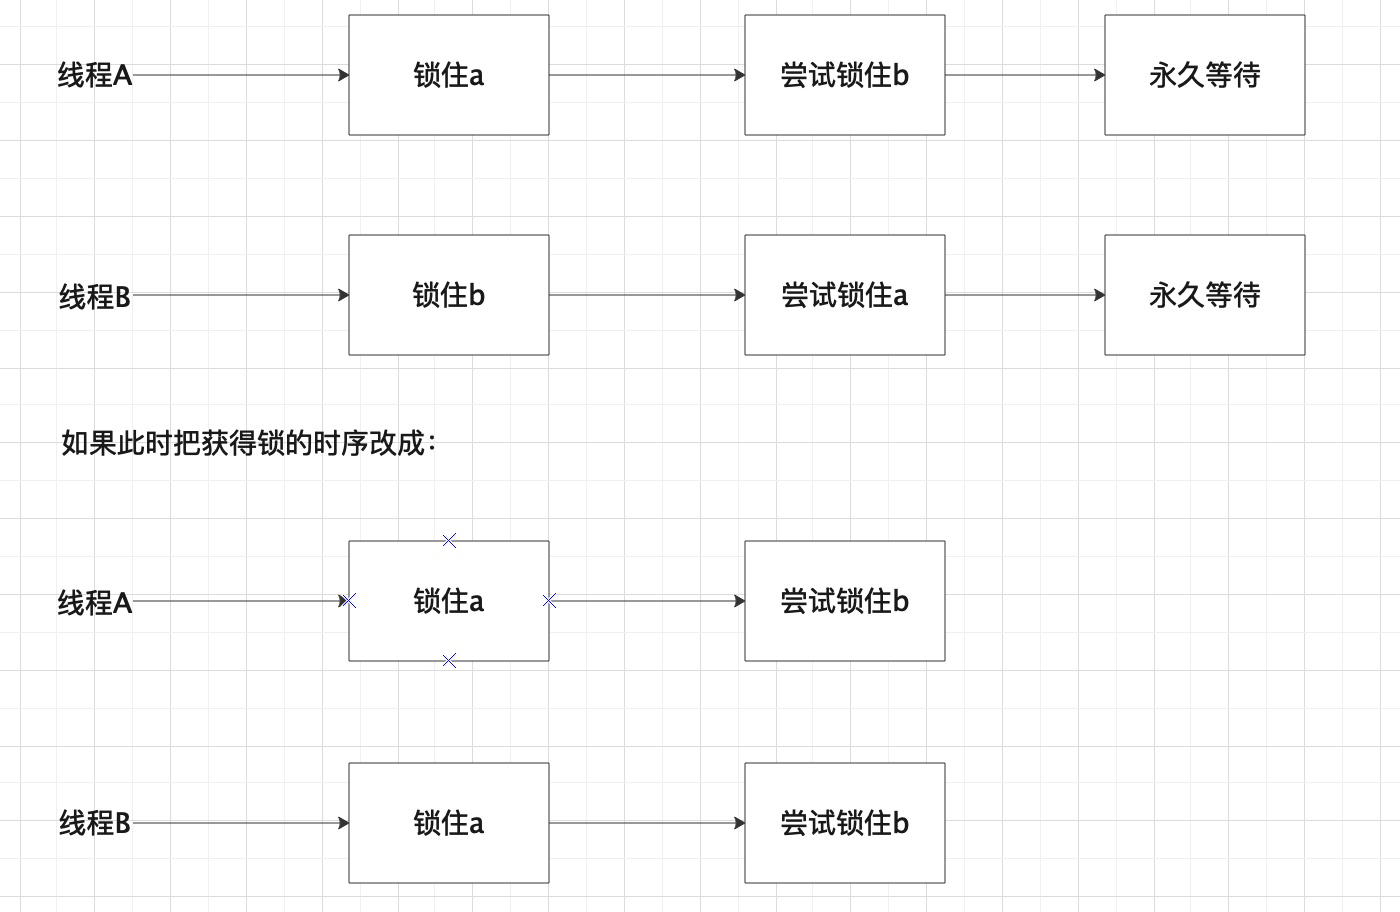 线程A 锁住a 尝试锁住b 永久等待
线程B 锁住b 尝试锁住a 永久等待
如果此时把获得锁的时序改成：
线程A 锁住a 尝试锁住b
线程B 锁住a 尝试锁住b